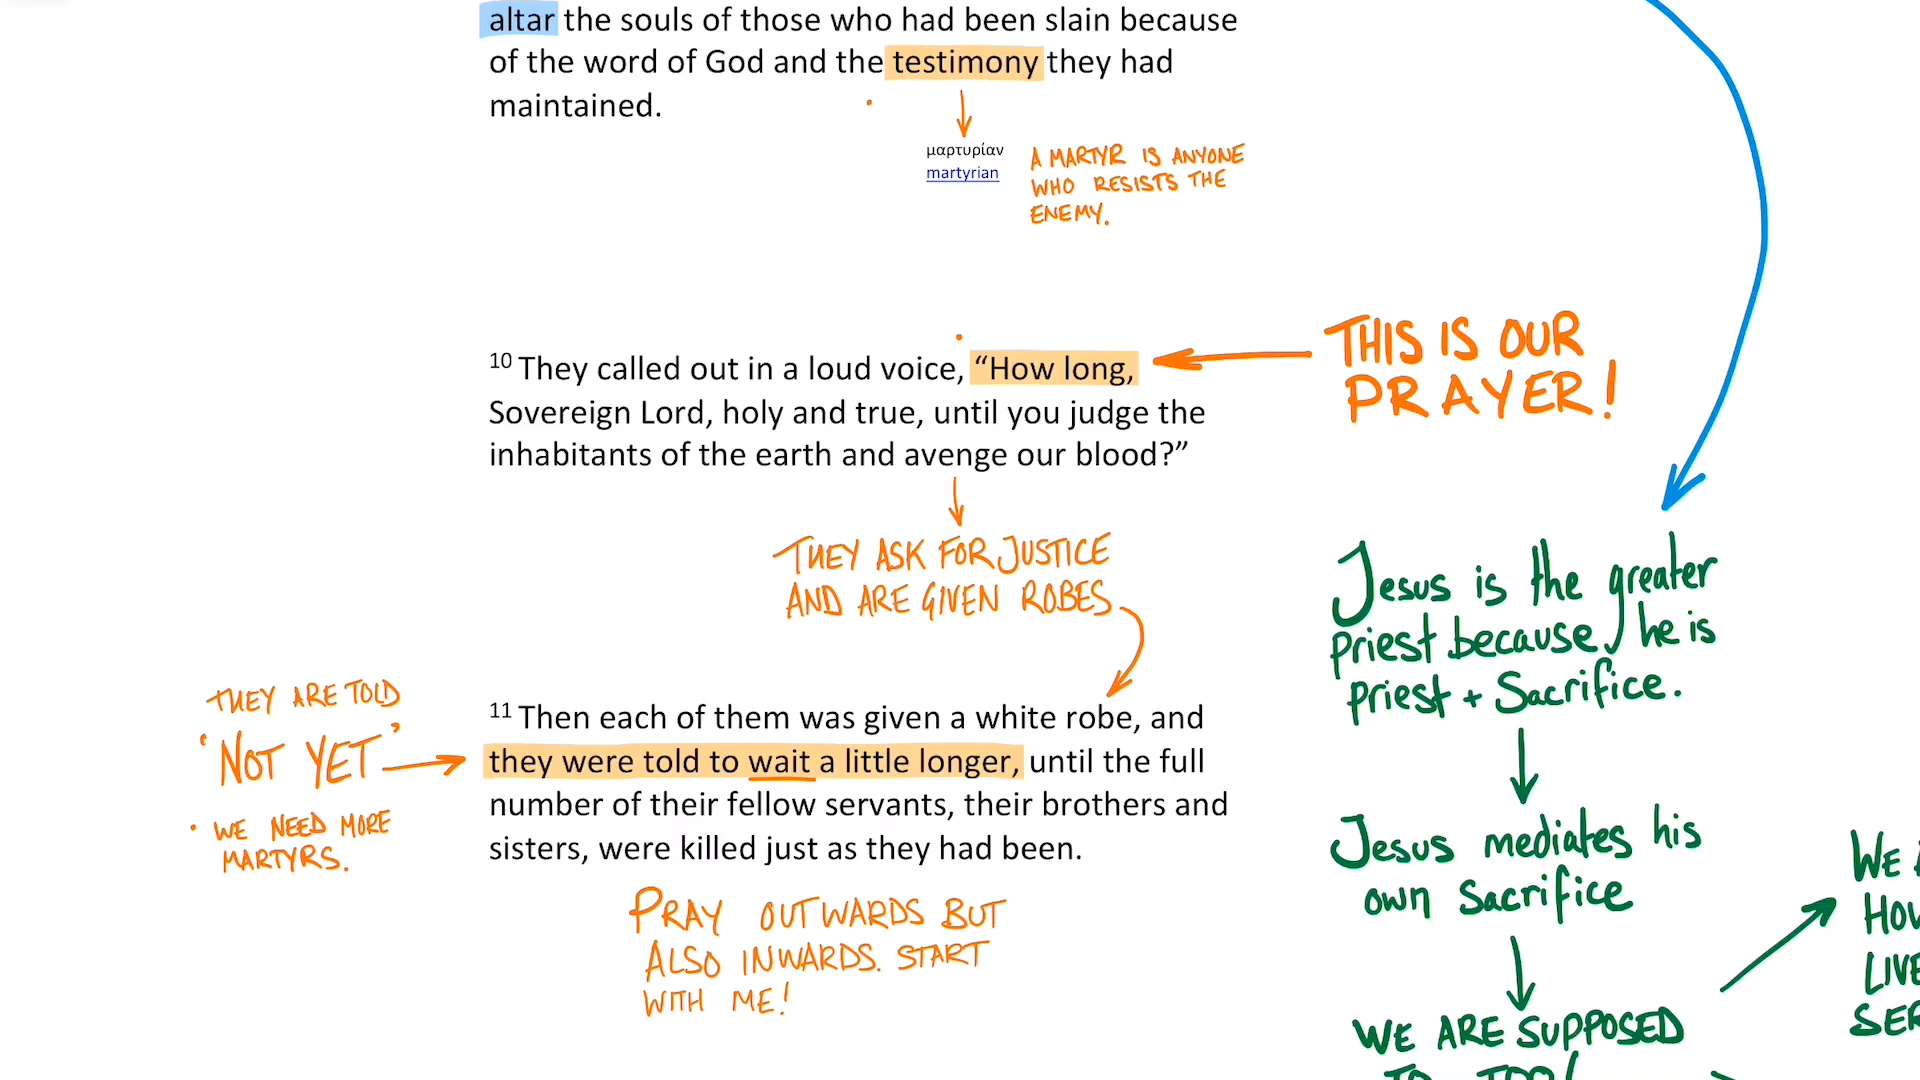 altar the souls of those who had been slain because
of the word of God and the testimony they had
maintained.
μαρτυρίαν
martyrian
A MARTYR IS ANYONE
WHO RESISTS THE
ENEMY.
10 They called out in a loud voice, “How long,
Sovereign Lord, holy and true, until you judge the
inhabitants of the earth and avenge our blood?”
THIS IS OUR
PRAYER!
THEY ASK FOR JUSTICE
AND ARE GIVEN ROBES
THEY ARE TOLD
'NOT YET'
• WE NEED MORE
MARTYRS.
11 Then each of them was given a white robe, and
they were told to wait a little longer, until the full
number of their fellow servants, their brothers and
sisters, were killed just as they had been.
PRAY OUTWARDS BUT
ALSO INWARDS. START
WITH ME!
Jesus is the greater
priest because he is
priest + Sacrifice.
Jesus mediates his
own Sacrifice
WE ARE SUPPOSED
WE